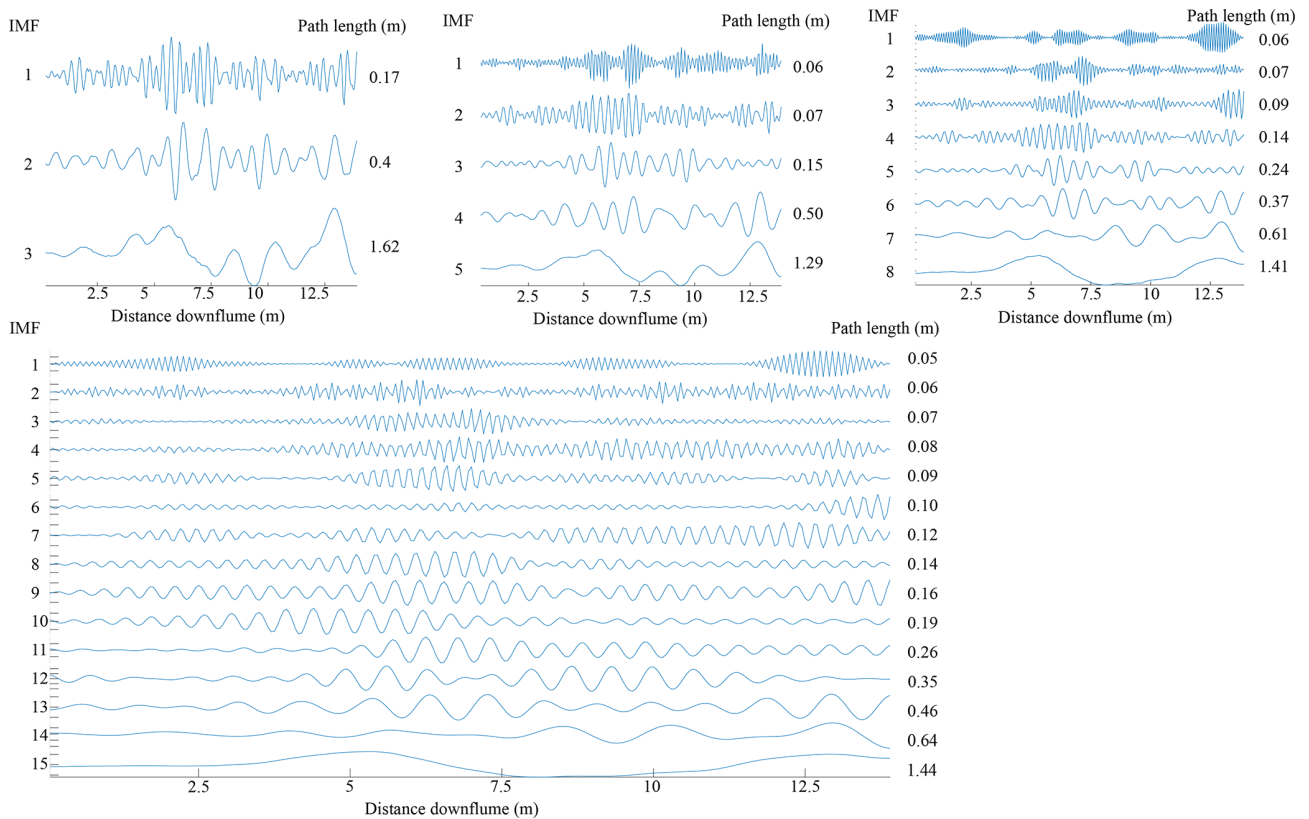 IMF Path length (m)
1 0.17
2 0.4
3 1.62
2.5 5 7.5 10 12.5
Distance downflume (m)
IMF Path length (m)
1 0.06
2 0.07
3 0.15
4 0.50
5 1.29
2.5 5 7.5 10 12.5
Distance downflume (m)
IMF Path length (m)
1 0.06
2 0.07
3 0.09
4 0.14
5 0.24
6 0.37
7 0.61
8 1.41
2.5 5 7.5 10 12.5
Distance downflume (m)
IMF Path length (m)
1 0.05
2 0.06
3 0.07
4 0.08
5 0.09
6 0.10
7 0.12
8 0.14
9 0.16
10 0.19
11 0.26
12 0.35
13 0.46
14 0.64
15 1.44
2.5 5 7.5 10 12.5
Distance downflume (m)